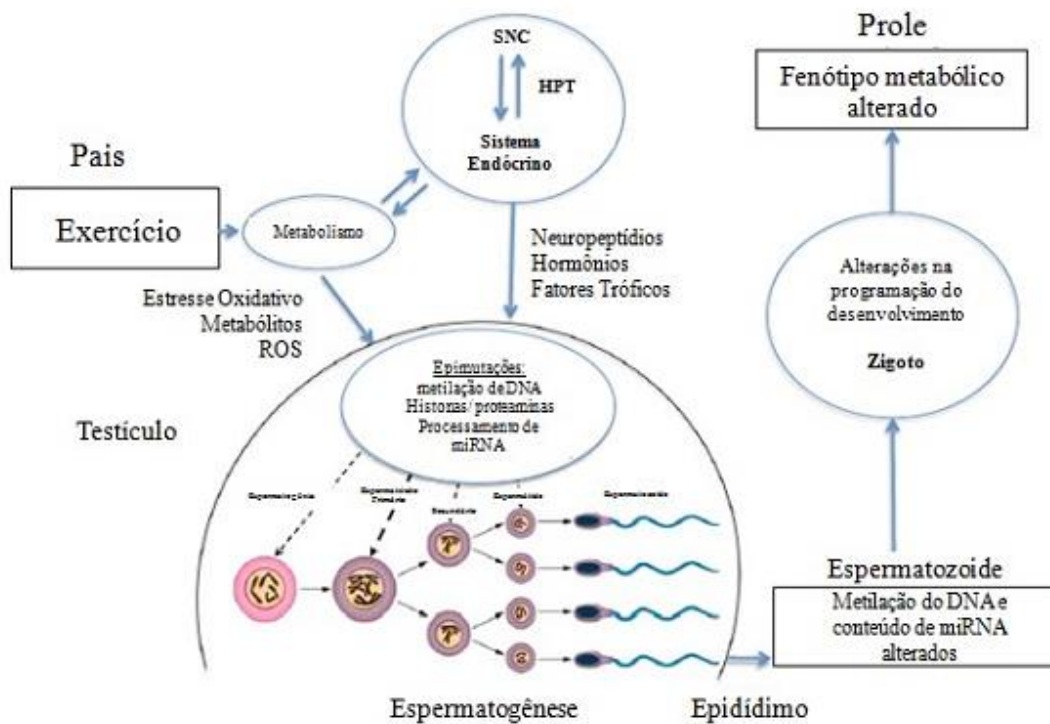 SNC
HPT
Sistema
Endócrino
Prole
Fenótipo metabólico
alterado
Pais
Exercício
Metabolismo
Neuropeptídios
Hormônios
Fatores Tróficos
Estresse Oxidativo
Metabólitos
ROS
Alterações na
programação do
desenvolvimento
Zigoto
Epimutações:
metilação de DNA
Histonas/proteaminas
Processamento de
miRNA
Testículo
Espermatozoide
Metilação do DNA e
conteúdo de miRNA
alterados
Espermatogênese
Epidídimo